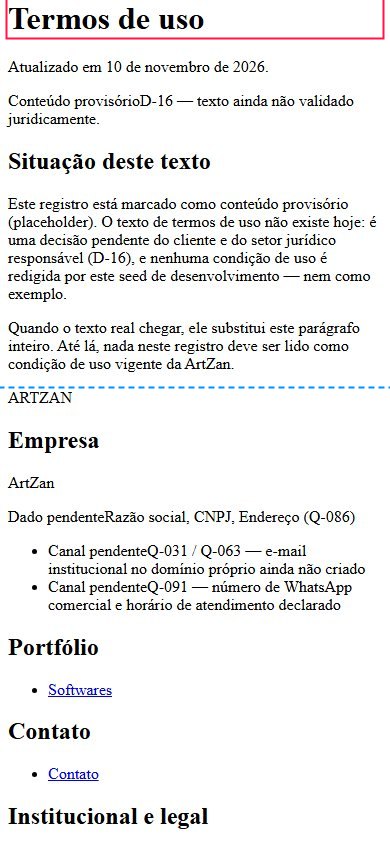 Termos de uso
Atualizado em 10 de novembro de 2026.
Conteúdo provisórioD-16 — texto ainda não validado
juridicamente.
Situação deste texto
Este registro está marcado como conteúdo provisório
(placeholder). O texto de termos de uso não existe hoje: é
uma decisão pendente do cliente e do setor jurídico
responsável (D-16), e nenhuma condição de uso é
redigida por este seed de desenvolvimento — nem como
exemplo.
Quando o texto real chegar, ele substitui este parágrafo
inteiro. Até lá, nada neste registro deve ser lido como
condição de uso vigente da ArtZan.
ARTZAN
Empresa
ArtZan
Dado pendenteRazão social, CNPJ, Endereço (Q-086)
• Canal pendenteQ-031 / Q-063 — e-mail
institucional no domínio próprio ainda não criado
• Canal pendenteQ-091 — número de WhatsApp
comercial e horário de atendimento declarado
Portfólio
• Softwares
Contato
• Contato
Institucional e legal